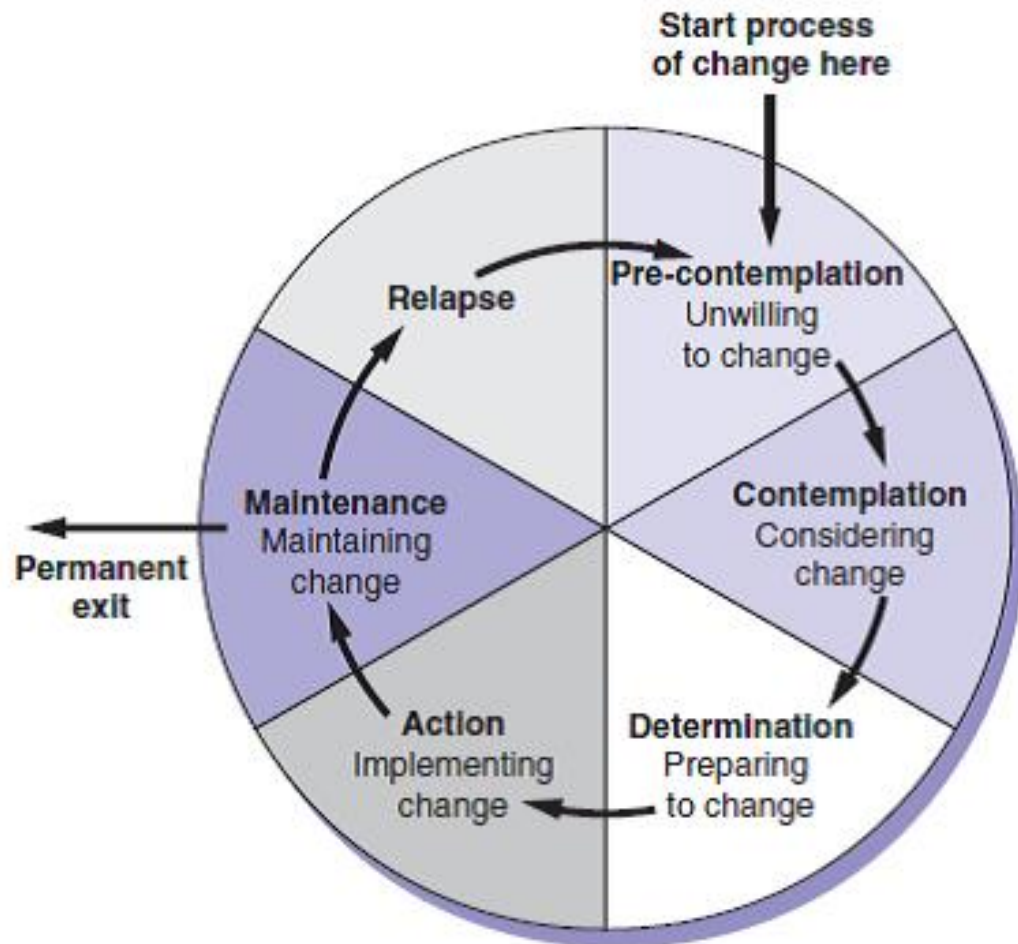 Start process
of change here
Pre-contemplation
Unwilling
to change
Contemplation
Considering
change
Determination
Preparing
to change
Action
Implementing
change
Maintenance
Maintaining
change
Permanent
exit
Relapse